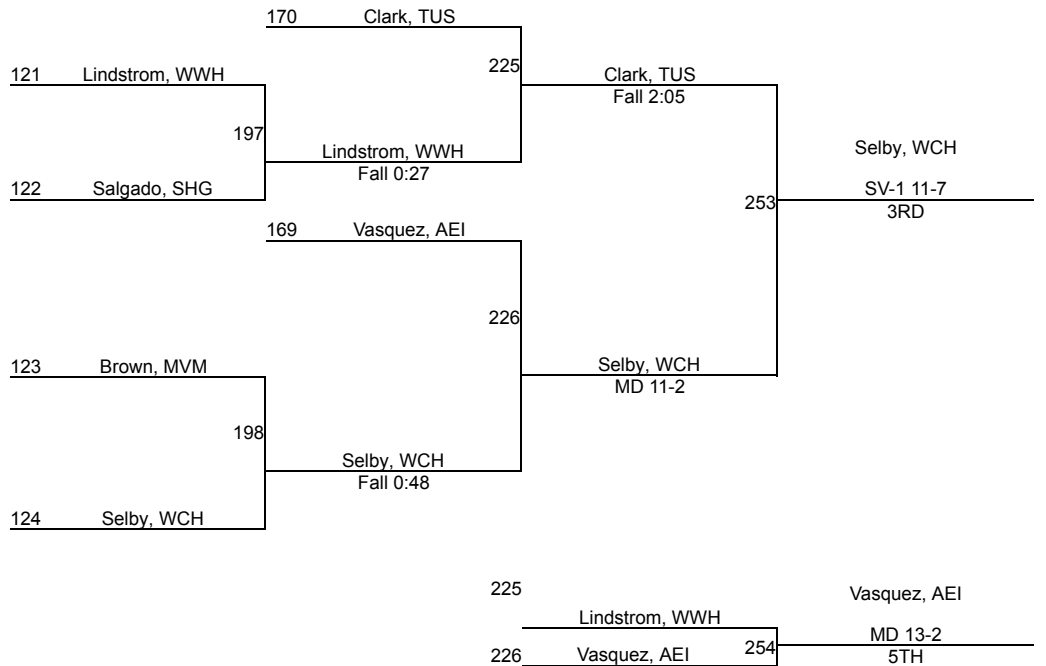 170 Clark, TUS
121 Lindstrom, WWH
225
Clark, TUS
Fall 2:05
197
Lindstrom, WWH
Fall 0:27
Selby, WCH
122 Salgado, SHG
253
SV-1 11-7
3RD
169 Vasquez, AEI
226
123 Brown, MVM
Selby, WCH
MD 11-2
198
Selby, WCH
Fall 0:48
124 Selby, WCH
225
Lindstrom, WWH
Vasquez, AEI
226 Vasquez, AEI
254
MD 13-2
5TH